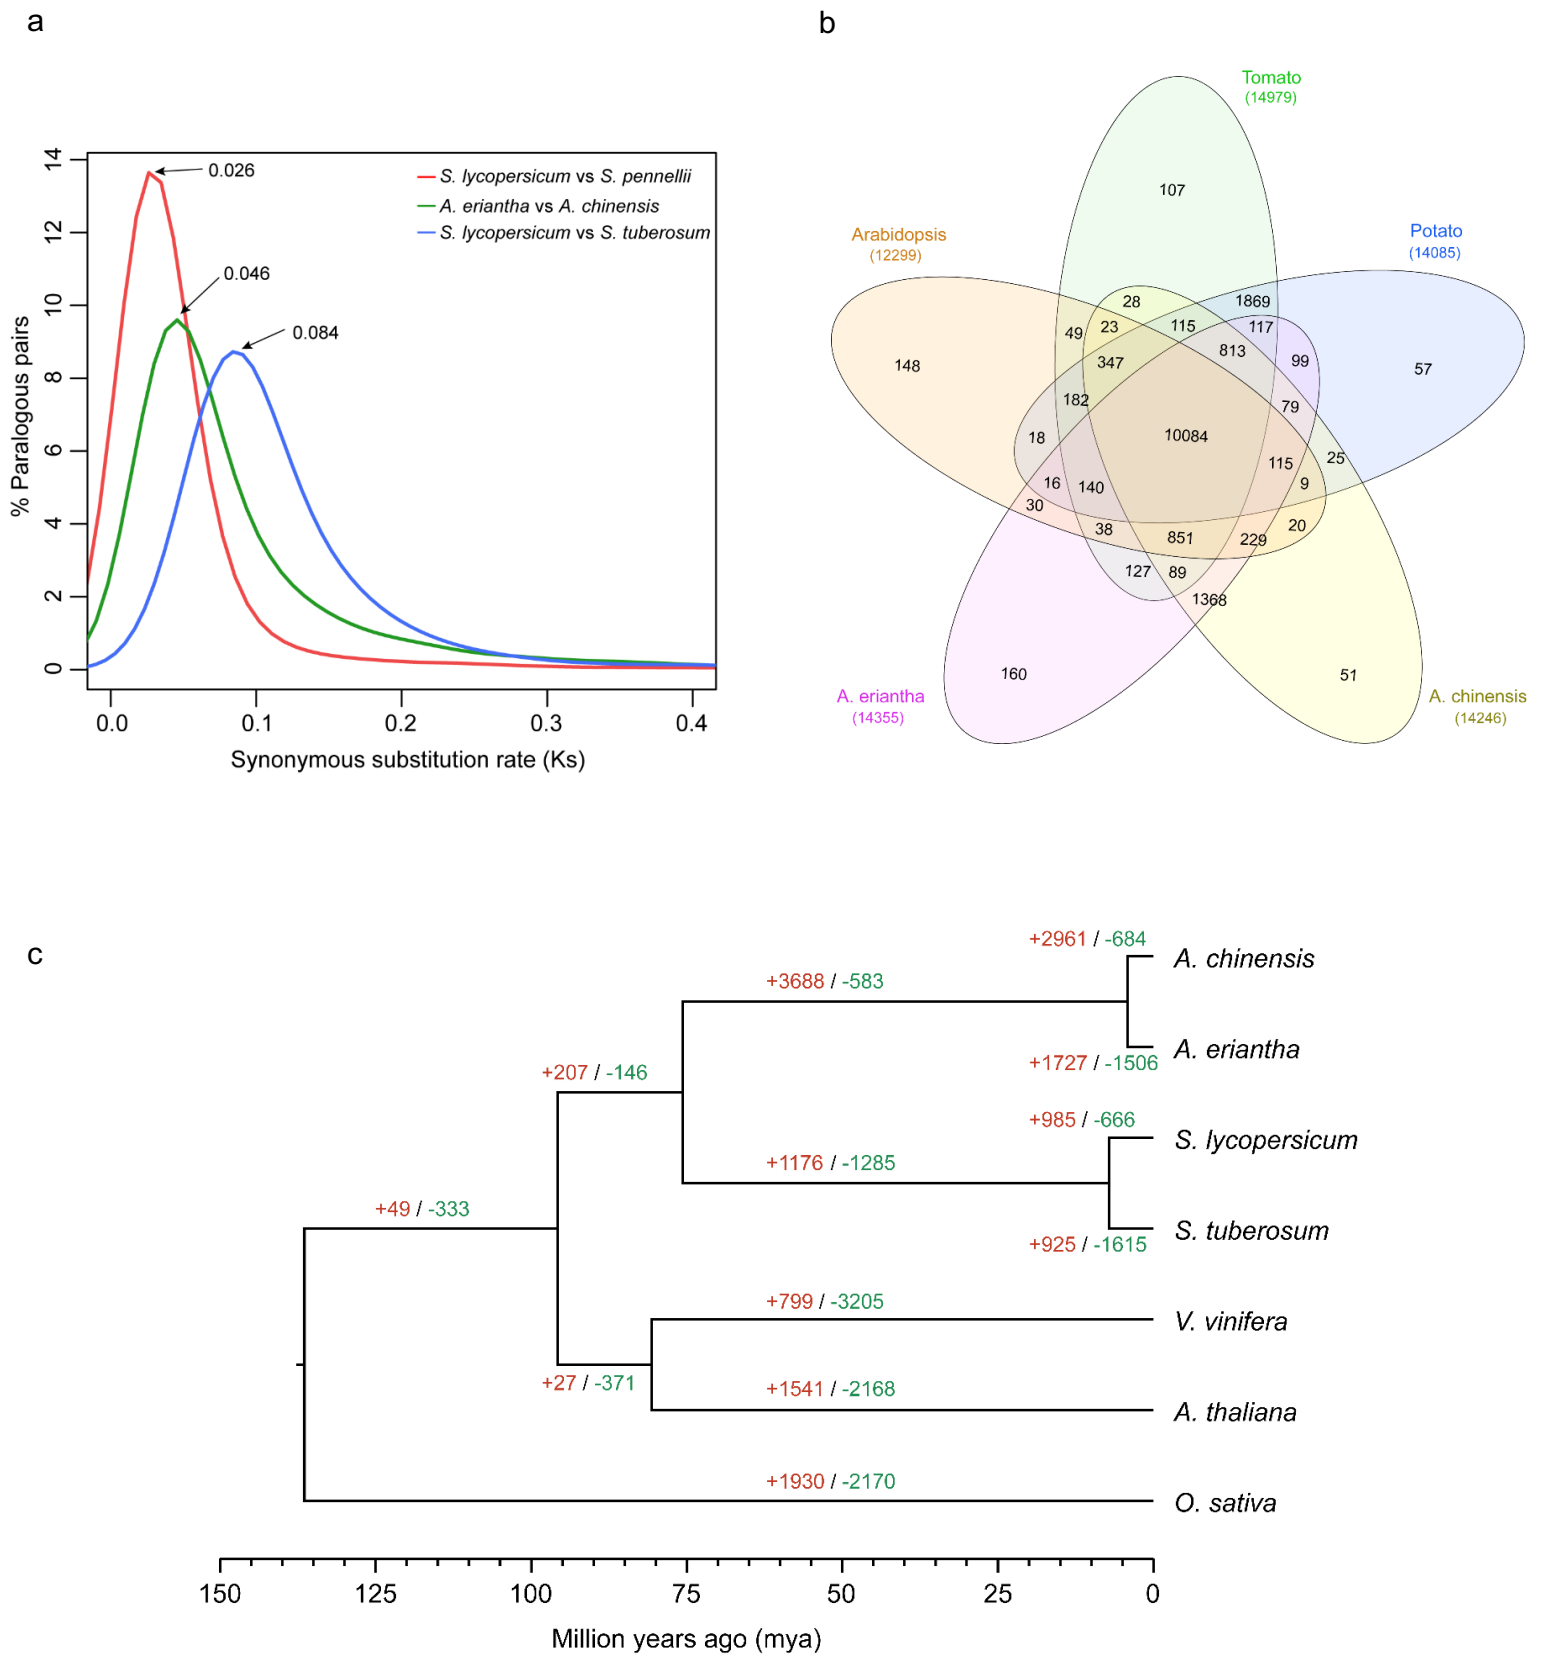 a
14
12
10
8
6
4
2
0
% Paralogous pairs
0.026
0.046
0.084
S. lycopersicum vs S. pennellii
A. eriantha vs A. chinensis
S. lycopersicum vs S. tuberosum
0.0 0.1 0.2 0.3 0.4
Synonymous substitution rate (Ks)
b
Tomato
(14979)
Arabidopsis
(12299)
Potato
(14085)
107
28 1869
49 23 115 117
347 813 99
148 57
182 79
18 10084
115 25
16 140 9
30
38 851 229 20
127 89
1368
160 51
A. eriantha
(14355)
A. chinensis
(14246)
c
+2961 / -684
A. chinensis
+3688 / -583
A. eriantha
+1727 / -1506
+207 / -146
+985 / -666
S. lycopersicum
+1176 / -1285
+49 / -333
S. tuberosum
+925 / -1615
+799 / -3205
V. vinifera
+27 / -371
+1541 / -2168
A. thaliana
+1930 / -2170
O. sativa
150 125 100 75 50 25 0
Million years ago (mya)